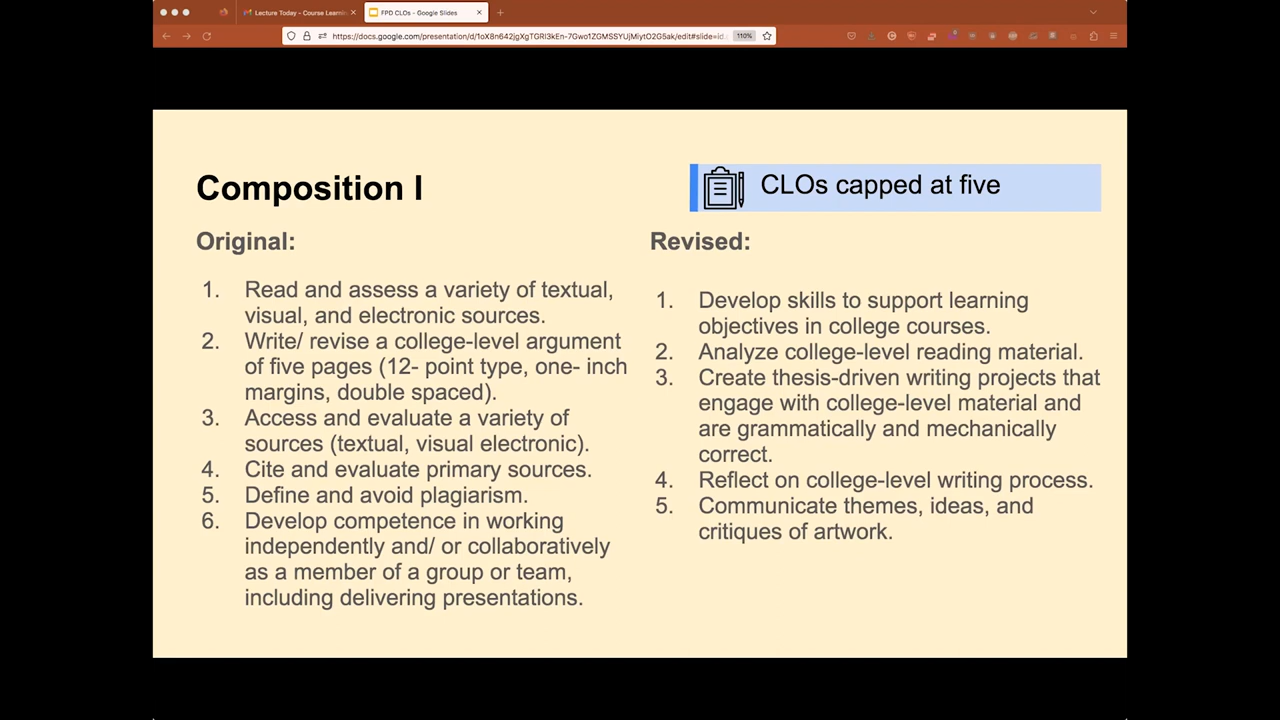 Lecture Today - Course Learnin
FPD CLOs - Google Slides
110%
Composition I
CLOs capped at five
Original:
1. Read and assess a variety of textual,
visual, and electronic sources.
2. Write/ revise a college-level argument
of five pages (12- point type, one- inch
margins, double spaced).
3. Access and evaluate a variety of
sources (textual, visual electronic).
4. Cite and evaluate primary sources.
5. Define and avoid plagiarism.
6. Develop competence in working
independently and/ or collaboratively
as a member of a group or team,
including delivering presentations.
Revised:
1. Develop skills to support learning
objectives in college courses.
2. Analyze college-level reading material.
3. Create thesis-driven writing projects that
engage with college-level material and
are grammatically and mechanically
correct.
4. Reflect on college-level writing process.
5. Communicate themes, ideas, and
critiques of artwork.